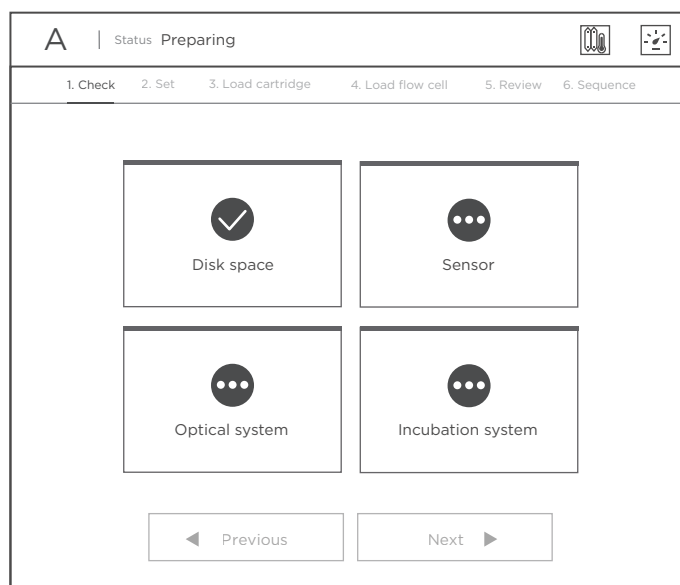 A | Status Preparing
1. Check 2. Set 3. Load cartridge 4. Load flow cell 5. Review 6. Sequence
Disk space Sensor
Optical system Incubation system
Previous Next